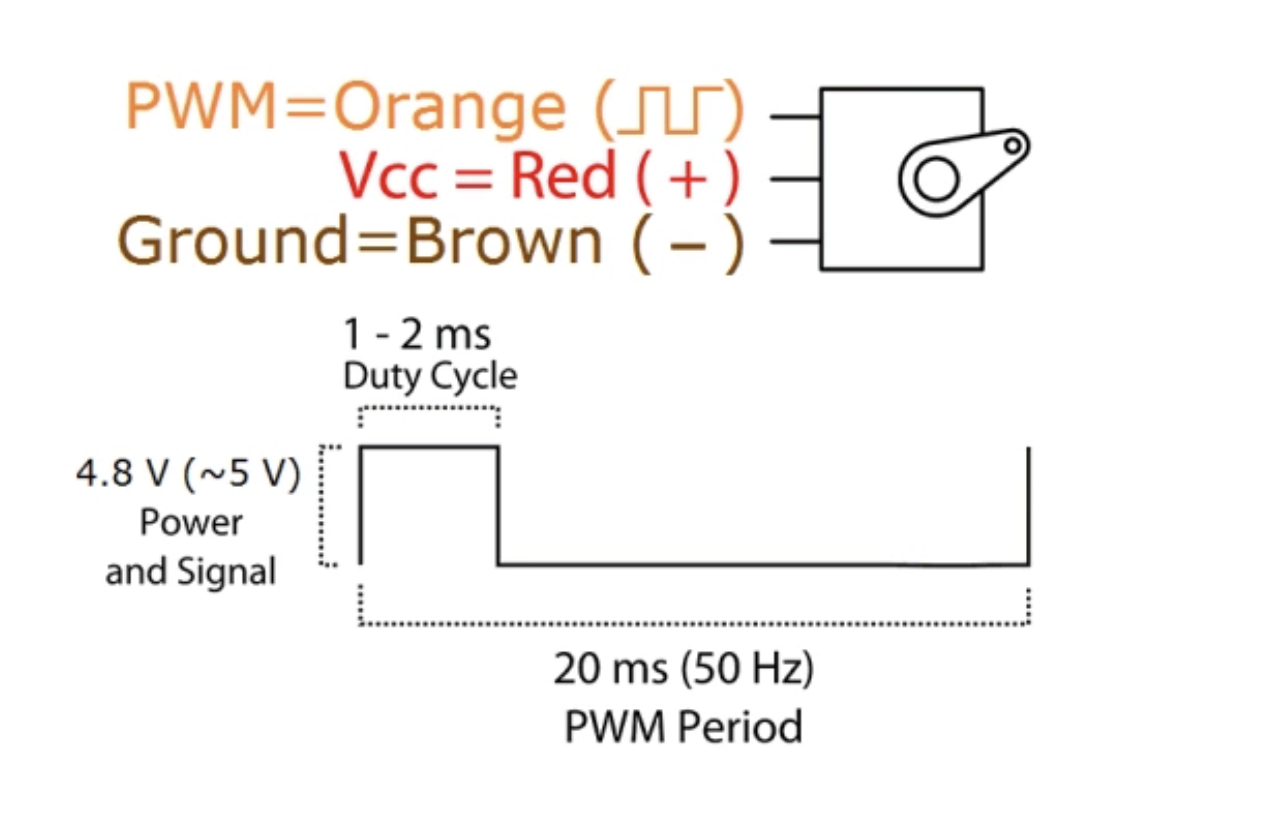 PWM=Orange (⎍⎍)
Vcc = Red ( + )
Ground=Brown ( − )
1 - 2 ms
Duty Cycle
4.8 V (~5 V)
Power
and Signal
20 ms (50 Hz)
PWM Period